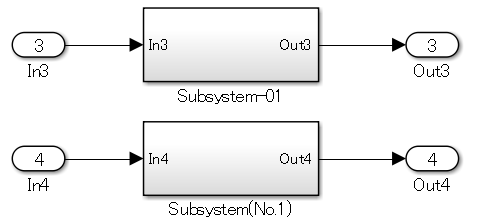 3 In3 Out3 3
In3 Out3
Subsystem-01
4 In4 Out4 4
In4 Out4
Subsystem(No.1)